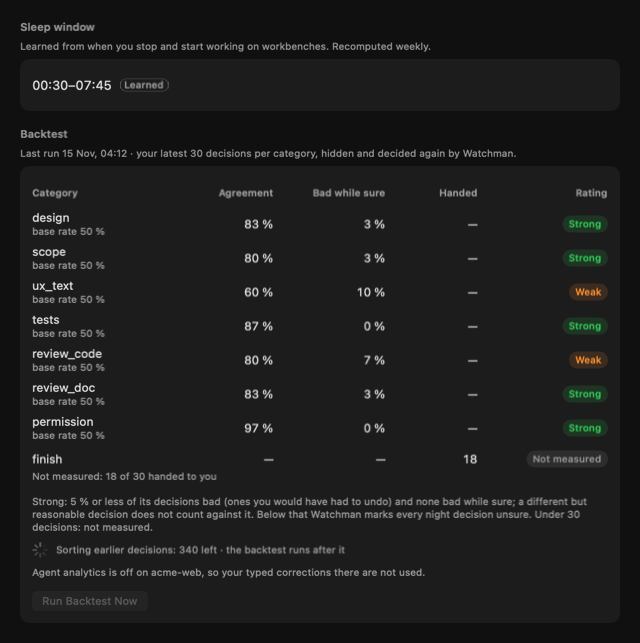 Sleep window
Learned from when you stop and start working on workbenches. Recomputed weekly.
00:30–07:45 Learned
Backtest
Last run 15 Nov, 04:12 · your latest 30 decisions per category, hidden and decided again by Watchman.
Category Agreement Bad while sure Handed Rating
design 83 % 3 % — Strong
base rate 50 %
scope 80 % 3 % — Strong
base rate 50 %
ux_text 60 % 10 % — Weak
base rate 50 %
tests 87 % 0 % — Strong
base rate 50 %
review_code 80 % 7 % — Weak
base rate 50 %
review_doc 83 % 3 % — Strong
base rate 50 %
permission 97 % 0 % — Strong
base rate 50 %
finish — — 18 Not measured
Not measured: 18 of 30 handed to you
Strong: 5 % or less of its decisions bad (ones you would have had to undo) and none bad while sure; a different but
reasonable decision does not count against it. Below that Watchman marks every night decision unsure. Under 30
decisions: not measured.
Sorting earlier decisions: 340 left · the backtest runs after it
Agent analytics is off on acme-web, so your typed corrections there are not used.
Run Backtest Now